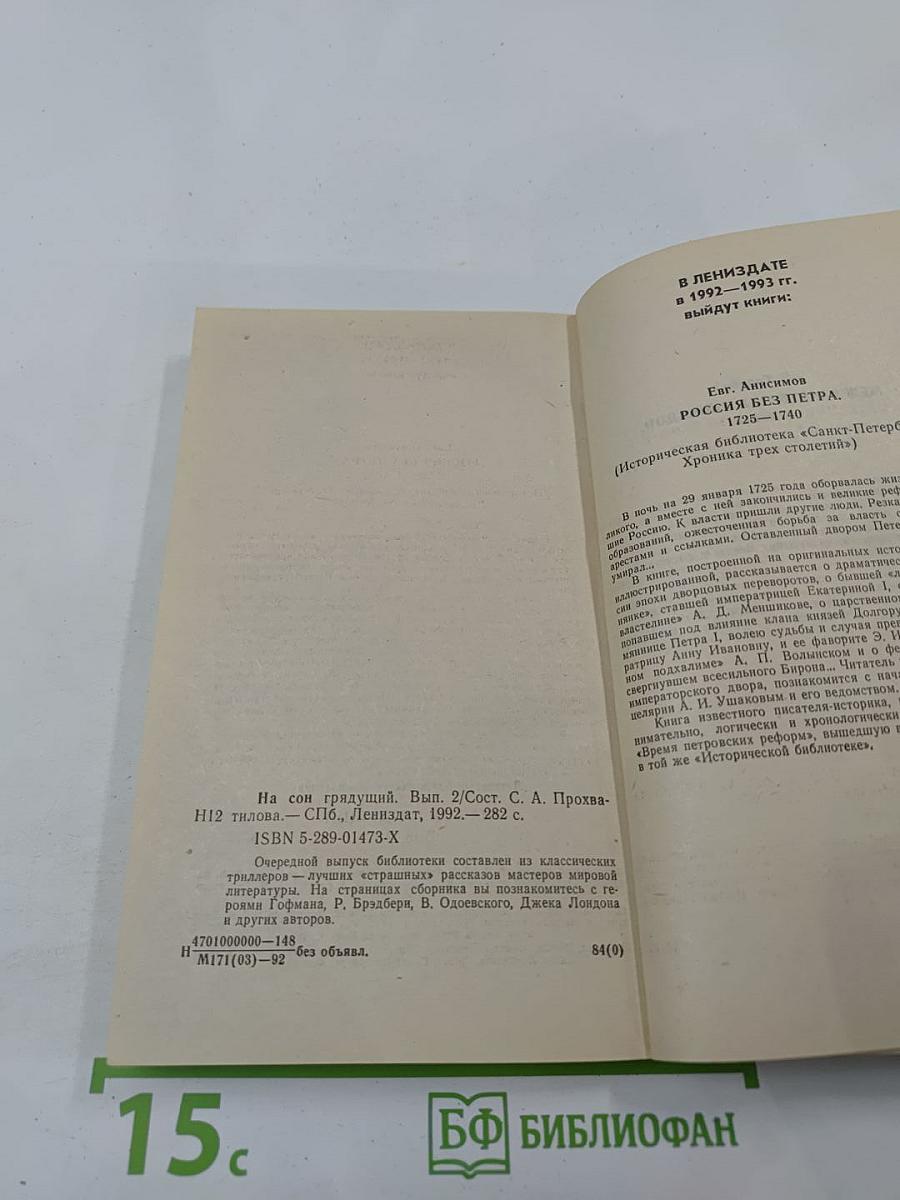 На сон грядущий. Вып. 2/Сост. С. А. Прохва-
Н12 тилова.— СПб., Лениздат, 1992.— 282 с.
ISBN 5-289-01473-X
Очередной выпуск библиотеки составлен из классических
триллеров — лучших «страшных» рассказов мастеров мировой
литературы. На страницах сборника вы познакомитесь с ге-
роями Гофмана, Р. Брэдбери, В. Одоевского, Джека Лондона
и других авторов.
Н 4701000000—148 без объявл. 84(0)
М171(03)—92
В ЛЕНИЗДАТЕ
в 1992—1993 гг.
выйдут книги:
Евг. Анисимов
РОССИЯ БЕЗ ПЕТРА.
1725—1740
(Историческая библиотека «Санкт-Петерб
Хроника трех столетий»)
В ночь на 29 января 1725 года оборвалась жиз
ликого, а вместе с ней закончились и великие реф
шие Россию. К власти пришли другие люди. Резка
образований, ожесточенная борьба за власть с
арестами и ссылками. Оставленный двором Пете
умирал...
В книге, построенной на оригинальных исто
иллюстрированной, рассказывается о драматичес
сии эпохи дворцовых переворотов, о бывшей «л
нянке», ставшей императрицей Екатериной I,
властелине» А. Д. Меншикове, о царственном
попавшем под влияние клана князей Долгору
мяннице Петра I, волею судьбы и случая прев
ратрицу Анну Ивановну, и ее фаворите Э. И
ном подхалиме» А. П. Волынском и о фе
свергнувшем всесильного Бирона... Читатель
императорского двора, познакомится с нача
целярии А. И. Ушаковым и его ведомством.
Книга известного писателя-историка,
нимательно, логически и хронологически
«Время петровских реформ», вышедшую в
в той же «Исторической библиотеке».
15 с
БФ БИБЛИОФАН